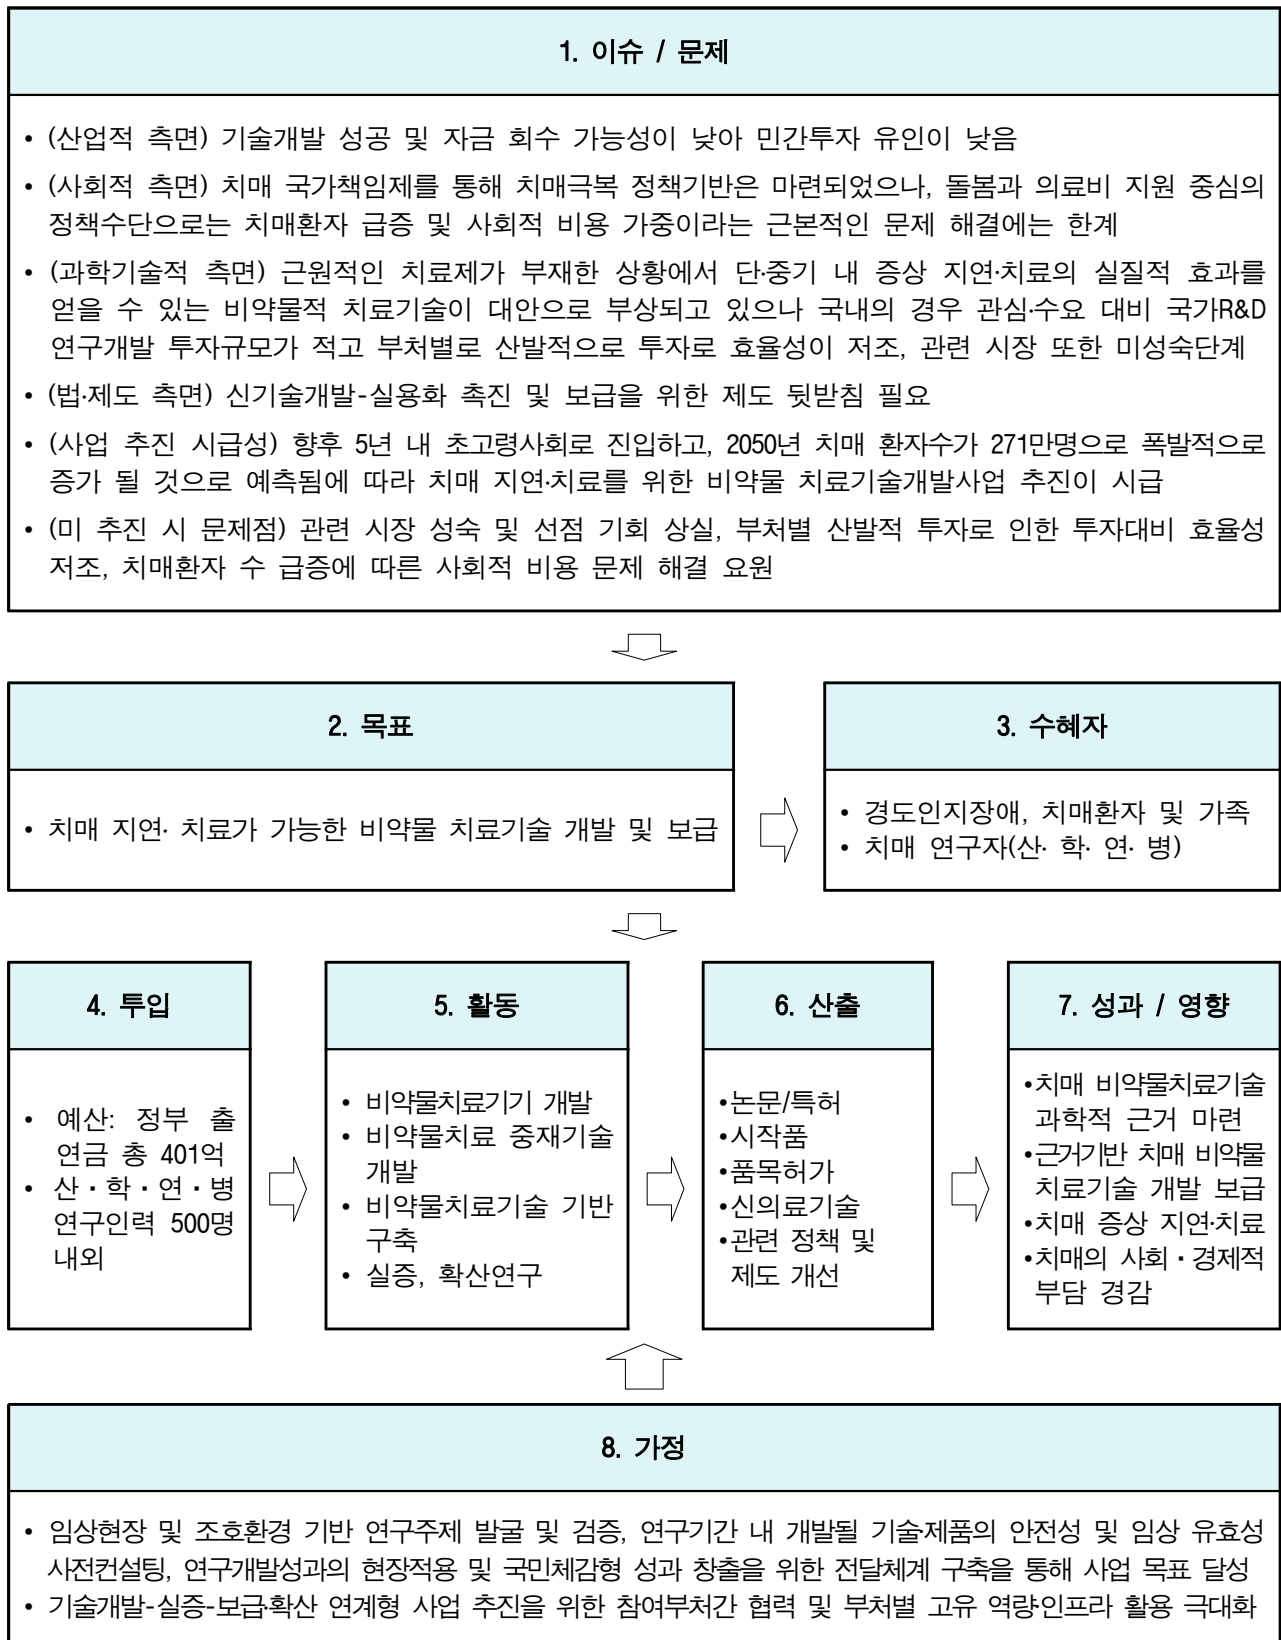 1. 이슈 / 문제
• (산업적 측면) 기술개발 성공 및 자금 회수 가능성이 낮아 민간투자 유인이 낮음
• (사회적 측면) 치매 국가책임제를 통해 치매극복 정책기반은 마련되었으나, 돌봄과 의료비 지원 중심의
정책수단으로는 치매환자 급증 및 사회적 비용 가중이라는 근본적인 문제 해결에는 한계
• (과학기술적 측면) 근원적인 치료제가 부재한 상황에서 단·중기 내 증상 지연·치료의 실질적 효과를
얻을 수 있는 비약물적 치료기술이 대안으로 부상되고 있으나 국내의 경우 관심·수요 대비 국가R&D
연구개발 투자규모가 적고 부처별로 산발적으로 투자로 효율성이 저조, 관련 시장 또한 미성숙단계
• (법·제도 측면) 신기술개발-실용화 촉진 및 보급을 위한 제도 뒷받침 필요
• (사업 추진 시급성) 향후 5년 내 초고령사회로 진입하고, 2050년 치매 환자수가 271만명으로 폭발적으로
증가 될 것으로 예측됨에 따라 치매 지연·치료를 위한 비약물 치료기술개발사업 추진이 시급
• (미 추진 시 문제점) 관련 시장 성숙 및 선점 기회 상실, 부처별 산발적 투자로 인한 투자대비 효율성
저조, 치매환자 수 급증에 따른 사회적 비용 문제 해결 요원
2. 목표
• 치매 지연· 치료가 가능한 비약물 치료기술 개발 및 보급
3. 수혜자
• 경도인지장애, 치매환자 및 가족
• 치매 연구자(산· 학· 연· 병)
4. 투입
• 예산: 정부 출
연금 총 401억
• 산・학・연・병
연구인력 500명
내외
5. 활동
• 비약물치료기기 개발
• 비약물치료 중재기술
개발
• 비약물치료기술 기반
구축
• 실증, 확산연구
6. 산출
•논문/특허
•시작품
•품목허가
•신의료기술
•관련 정책 및
제도 개선
7. 성과 / 영향
•치매 비약물치료기술
과학적 근거 마련
•근거기반 치매 비약물
치료기술 개발 보급
•치매 증상 지연·치료
•치매의 사회・경제적
부담 경감
8. 가정
• 임상현장 및 조호환경 기반 연구주제 발굴 및 검증, 연구기간 내 개발될 기술·제품의 안전성 및 임상 유효성
사전컨설팅, 연구개발성과의 현장적용 및 국민체감형 성과 창출을 위한 전달체계 구축을 통해 사업 목표 달성
• 기술개발-실증-보급·확산 연계형 사업 추진을 위한 참여부처간 협력 및 부처별 고유 역량·인프라 활용 극대화